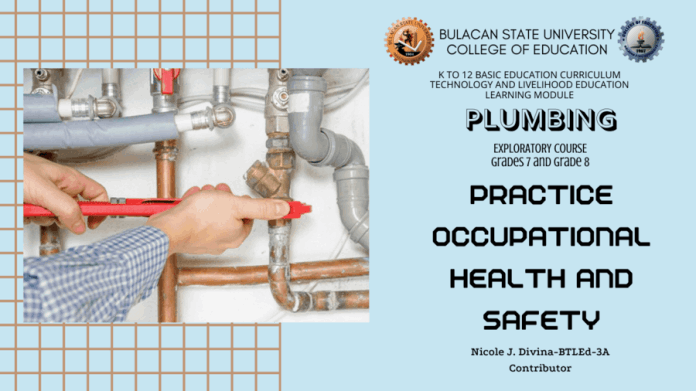 BULACAN STATE UNIVERSITY
COLLEGE OF EDUCATION
K TO 12 BASIC EDUCATION CURRICULUM
TECHNOLOGY AND LIVELIHOOD EDUCATION
LEARNING MODULE
PLUMBING
EXPLORATORY COURSE
Grades 7 and Grade 8
PRACTICE
OCCUPATIONAL
HEALTH AND
SAFETY
Nicole J. Divina-BTLEd-3A
Contributor